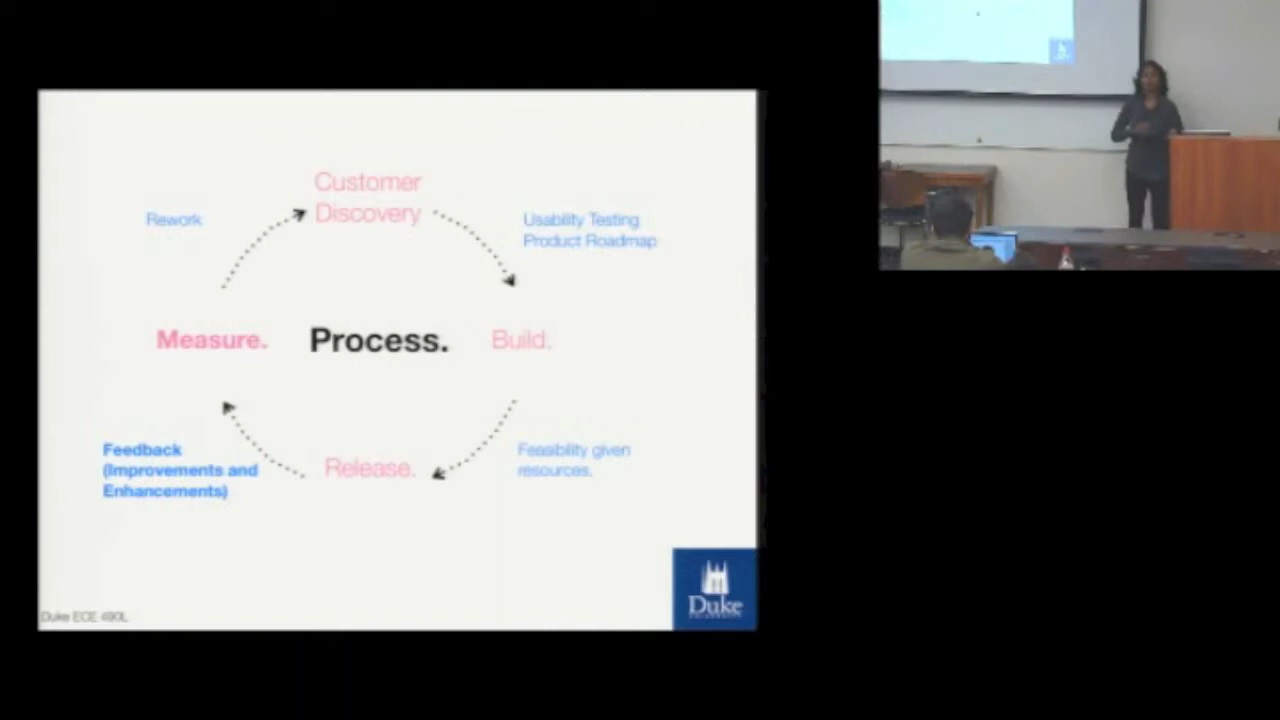 Customer
Discovery
Rework
Usability Testing
Product Roadmap
Measure.
Process.
Build.
Feedback
(Improvements and
Enhancements)
Release.
Feasibility given
resources.
Duke
UNIVERSITY
Duke ECE 490L